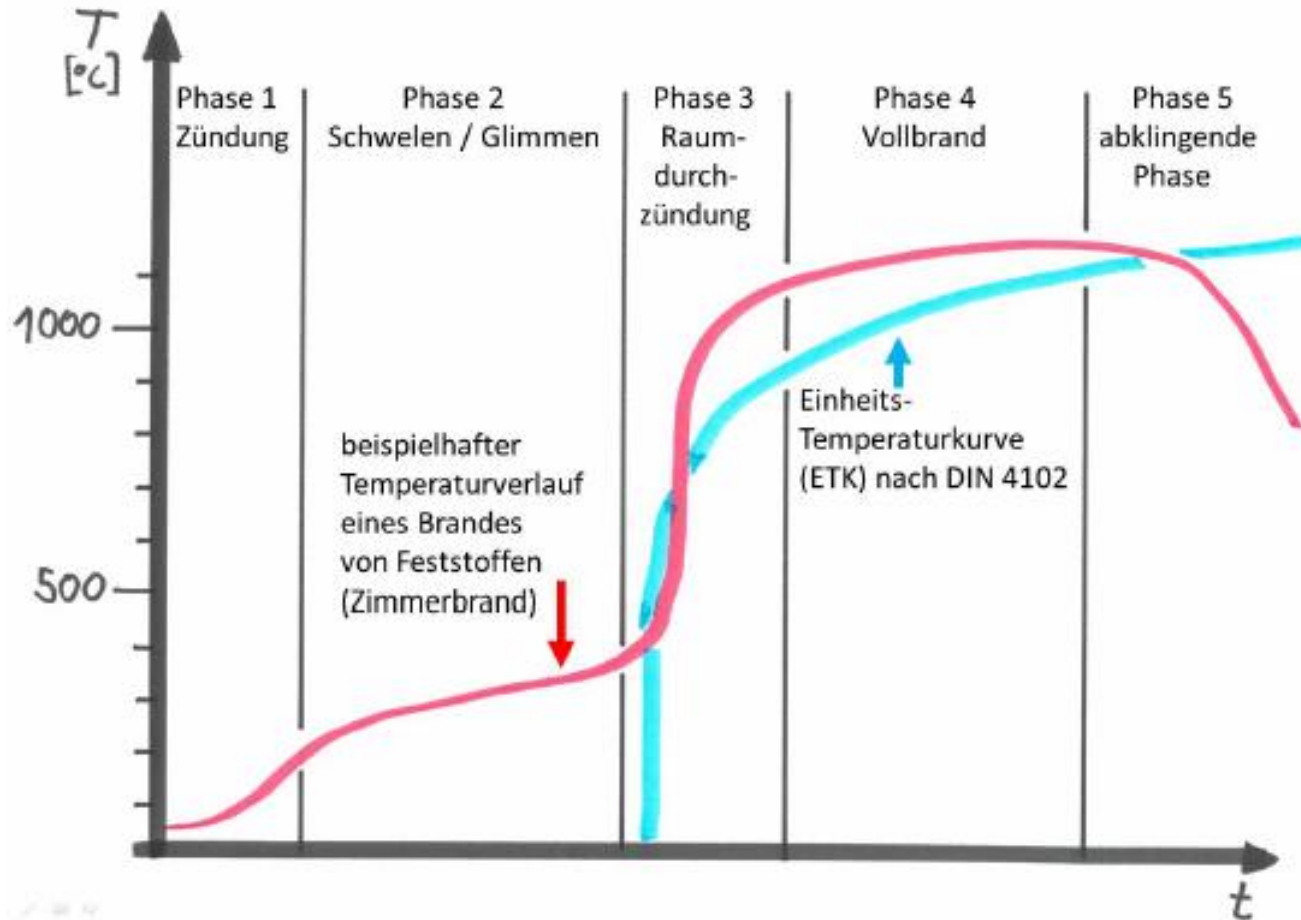 T
[°C]
Phase 1
Zündung
Phase 2
Schwelen / Glimmen
Phase 3
Raum-
durch-
zündung
Phase 4
Vollbrand
Phase 5
abklingende
Phase
1000
500
beispielhafter
Temperaturverlauf
eines Brandes
von Feststoffen
(Zimmerbrand)
Einheits-
Temperaturkurve
(ETK) nach DIN 4102
t